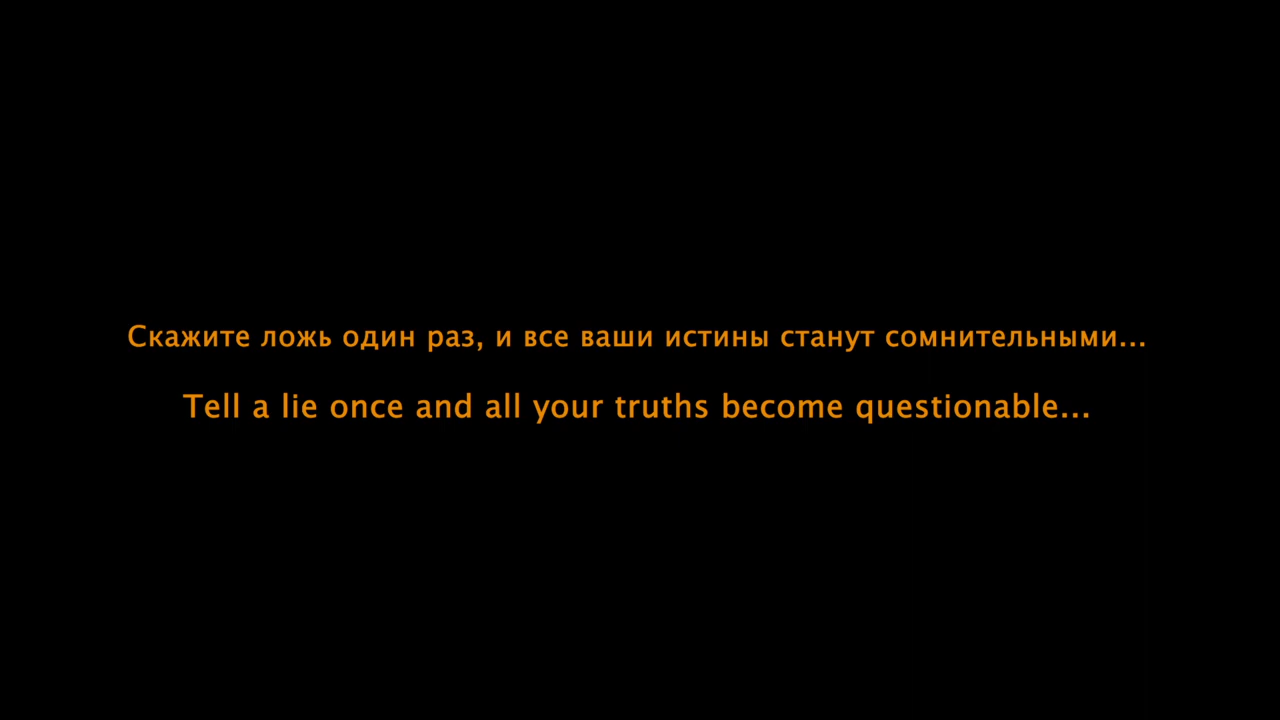 Скажите ложь один раз, и все ваши истины станут сомнительными...
Tell a lie once and all your truths become questionable...